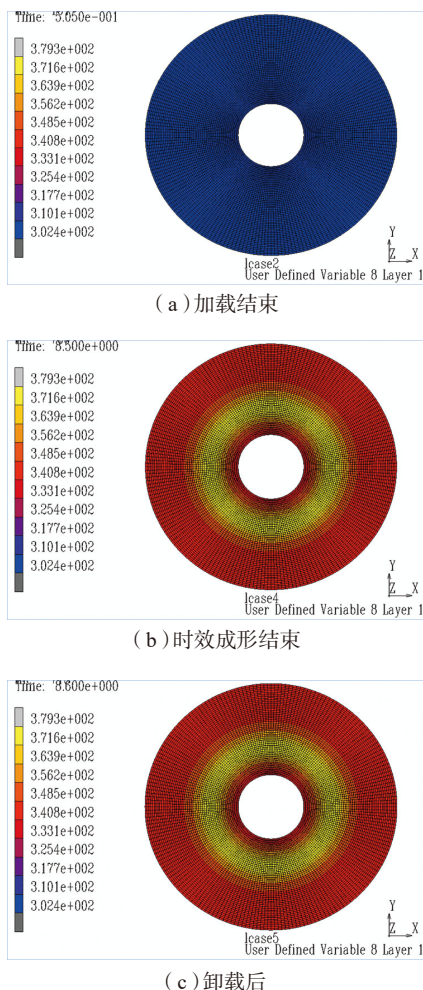 Time: 5.050e-001
3.793e+002
3.716e+002
3.639e+002
3.562e+002
3.485e+002
3.408e+002
3.331e+002
3.254e+002
3.177e+002
3.101e+002
3.024e+002
Y
Z X
lcase2
User Defined Variable 8 Layer 1
（a）加载结束
Time: 8.500e+000
3.793e+002
3.716e+002
3.639e+002
3.562e+002
3.485e+002
3.408e+002
3.331e+002
3.254e+002
3.177e+002
3.101e+002
3.024e+002
Y
Z X
lcase4
User Defined Variable 8 Layer 1
（b）时效成形结束
Time: 8.600e+000
3.793e+002
3.716e+002
3.639e+002
3.562e+002
3.485e+002
3.408e+002
3.331e+002
3.254e+002
3.177e+002
3.101e+002
3.024e+002
Y
Z X
lcase5
User Defined Variable 8 Layer 1
（c）卸载后